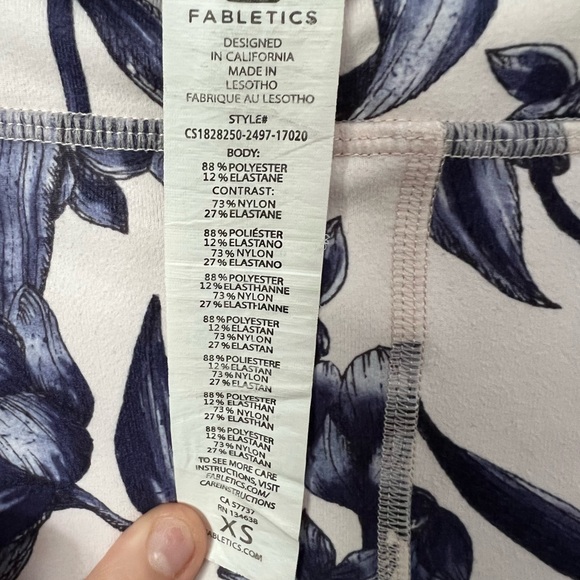 FABLETICS
DESIGNED
IN CALIFORNIA
MADE IN
LESOTHO
FABRIQUE AU LESOTHO
STYLE#
CS1828250-2497-17020
BODY:
88% POLYESTER
12% ELASTANE
CONTRAST:
73% NYLON
27% ELASTANE
88% POLIÉSTER
12% ELASTANO
73% NYLON
27% ELASTANO
88% POLYESTER
12% ELASTHANNE
73% NYLON
27% ELASTHANNE
88% POLYESTER
12% ELASTAN
73% NYLON
27% ELASTAN
88% POLIESTERE
12% ELASTAN
73% NYLON
27% ELASTAN
88% POLYESTER
12% ELASTHAN
73% NYLON
27% ELASTHAN
88% POLYESTER
12% ELASTAAN
73% NYLON
27% ELASTAAN
TO SEE MORE CARE
INSTRUCTIONS, VISIT
FABLETICS.COM/
CAREINSTRUCTIONS
CA 57737
RN 134638
XS
ABLETICS.COM